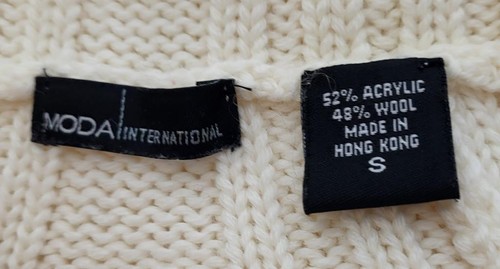 MODA INTERNATIONAL
52% ACRYLIC
48% WOOL
MADE IN
HONG KONG
S